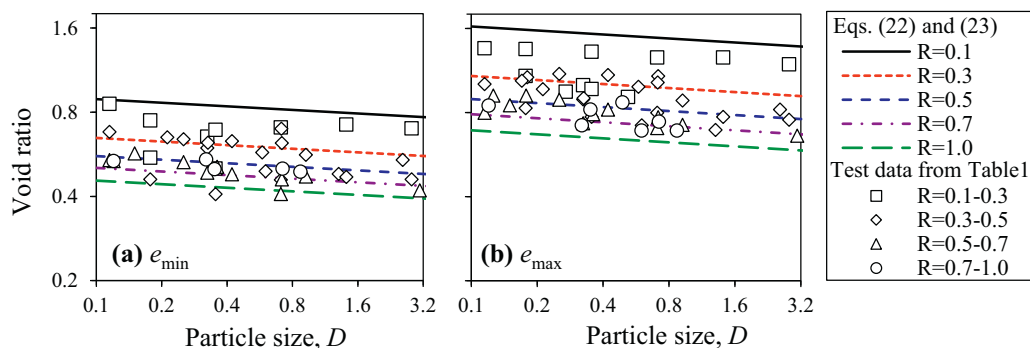 Void ratio
1.6
0.8
0.4
0.2
(a) emin
0.1 0.2 0.4 0.8 1.6 3.2
Particle size, D
(b) emax
0.1 0.2 0.4 0.8 1.6 3.2
Particle size, D
Eqs. (22) and (23)
R=0.1
R=0.3
R=0.5
R=0.7
R=1.0
Test data from Table1
R=0.1-0.3
R=0.3-0.5
R=0.5-0.7
R=0.7-1.0